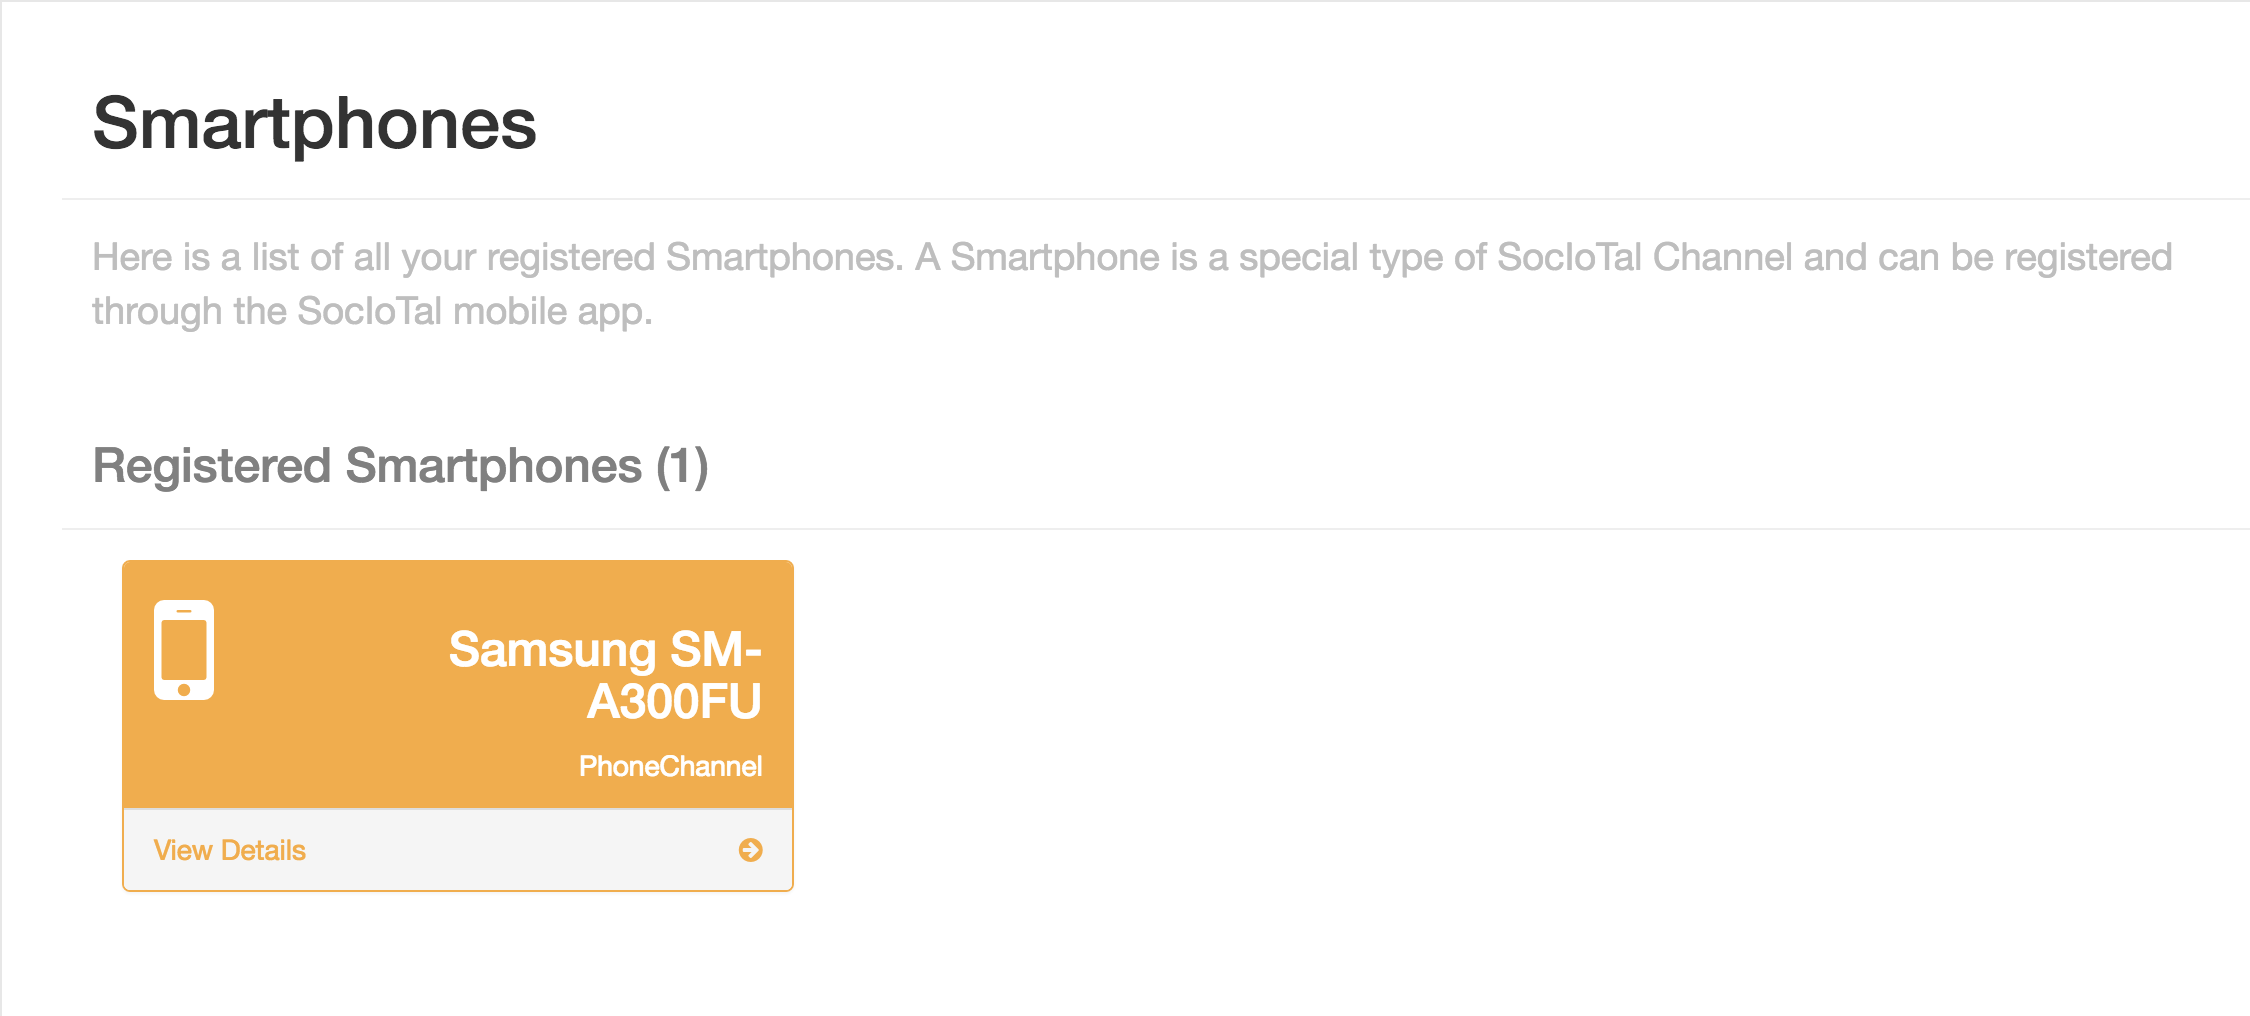 Smartphones
Here is a list of all your registered Smartphones. A Smartphone is a special type of SocIoTal Channel and can be registered
through the SocIoTal mobile app.
Registered Smartphones (1)
Samsung SM-
A300FU
PhoneChannel
View Details